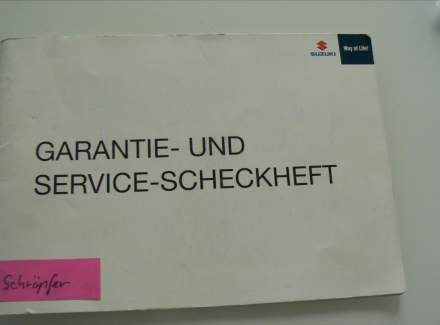 SUZUKI
Way of Life!
GARANTIE- UND
SERVICE-SCHECKHEFT
Schröpfer